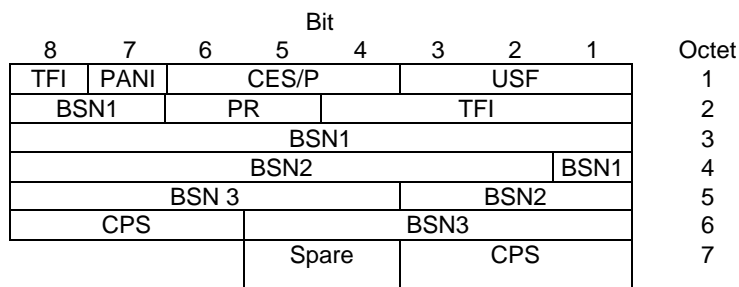 Bit
8 7 6 5 4 3 2 1 Octet
TFI PANI CES/P USF 1
BSN1 PR TFI 2
BSN1 3
BSN2 BSN1 4
BSN 3 BSN2 5
CPS BSN3 6
Spare CPS 7